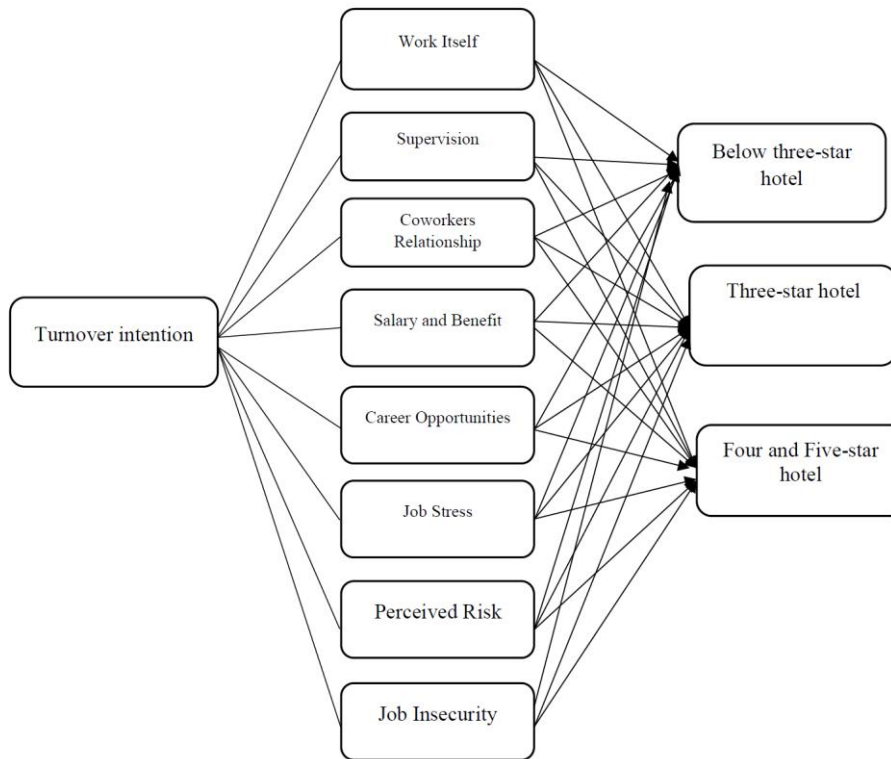 Work Itself
Supervision
Coworkers
Relationship
Salary and Benefit
Career Opportunities
Job Stress
Perceived Risk
Job Insecurity
Turnover intention
Below three-star
hotel
Three-star hotel
Four and Five-star
hotel